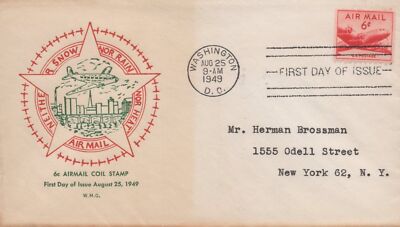 NEITHER SNOW NOR RAIN NOR HEAT
AIR MAIL
6¢ AIRMAIL COIL STAMP
First Day of Issue August 25, 1949
W.H.G.
WASHINGTON
AUG 25
9-AM
1949
D.C.
AIR MAIL
6¢
FIRST DAY OF ISSUE
Mr. Herman Brossman
1555 Odell Street
New York 62, N. Y.